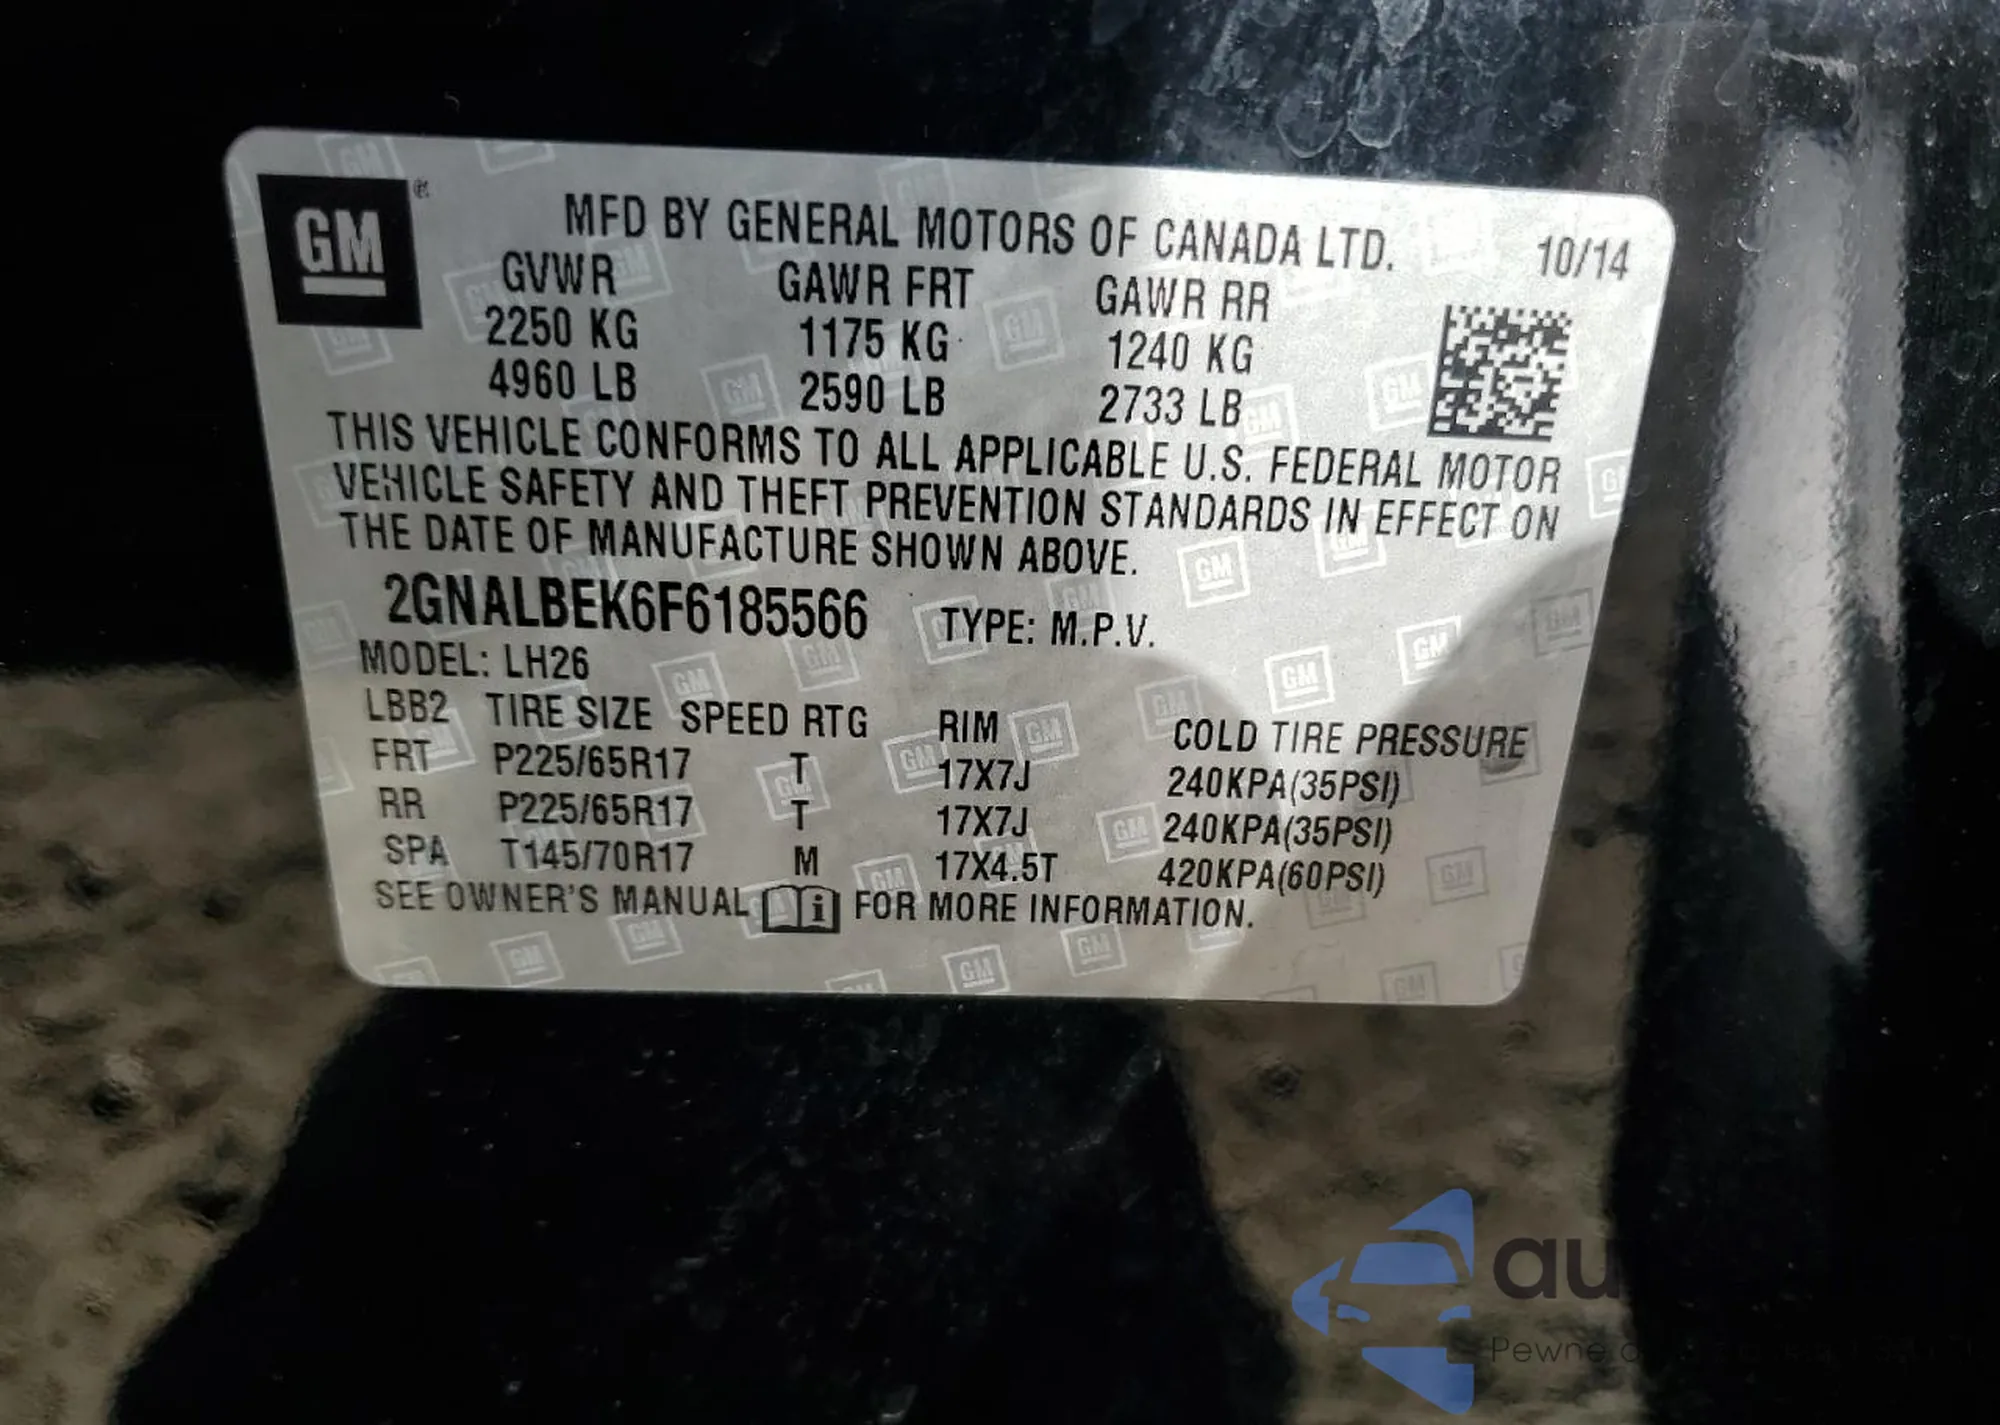 GM ®
MFD BY GENERAL MOTORS OF CANADA LTD. 10/14
GVWR GAWR FRT GAWR RR
2250 KG 1175 KG 1240 KG
4960 LB 2590 LB 2733 LB
THIS VEHICLE CONFORMS TO ALL APPLICABLE U.S. FEDERAL MOTOR
VEHICLE SAFETY AND THEFT PREVENTION STANDARDS IN EFFECT ON
THE DATE OF MANUFACTURE SHOWN ABOVE.
2GNALBEK6F6185566 TYPE: M.P.V.
MODEL: LH26
LBB2 TIRE SIZE SPEED RTG RIM COLD TIRE PRESSURE
FRT P225/65R17 T 17X7J 240KPA(35PSI)
RR P225/65R17 T 17X7J 240KPA(35PSI)
SPA T145/70R17 M 17X4.5T 420KPA(60PSI)
SEE OWNER'S MANUAL FOR MORE INFORMATION.
Pewne